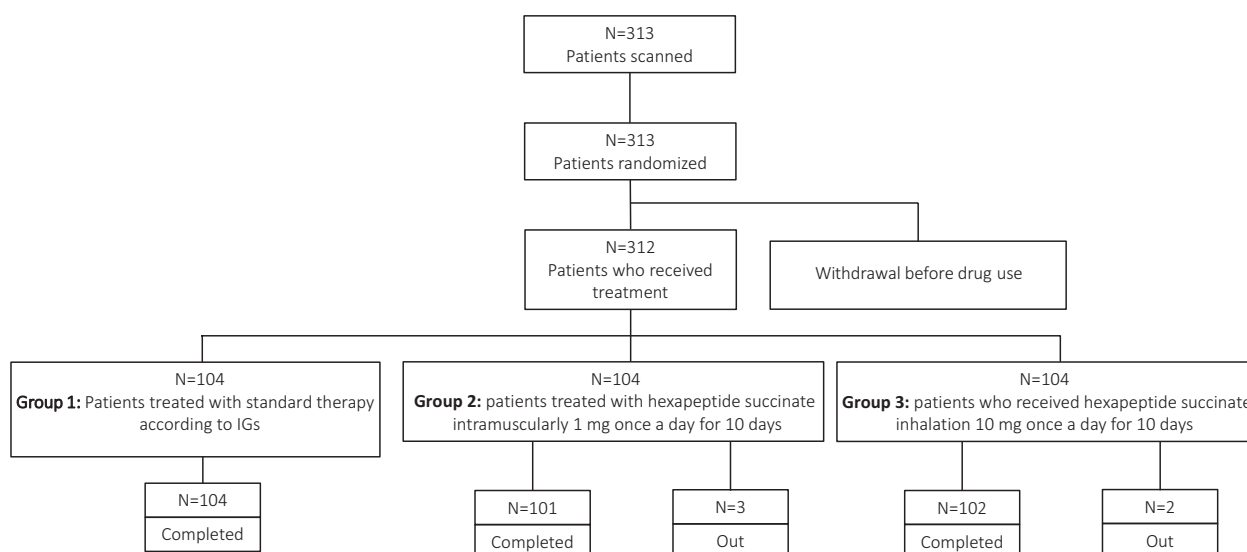 N=313
Patients scanned
N=313
Patients randomized
N=312
Patients who received
treatment
Withdrawal before drug use
N=104
Group 1: Patients treated with standard therapy
according to IGs
N=104
Group 2: patients treated with hexapeptide succinate
intramuscularly 1 mg once a day for 10 days
N=104
Group 3: patients who received hexapeptide succinate
inhalation 10 mg once a day for 10 days
N=104
Completed
N=101
Completed
N=3
Out
N=102
Completed
N=2
Out